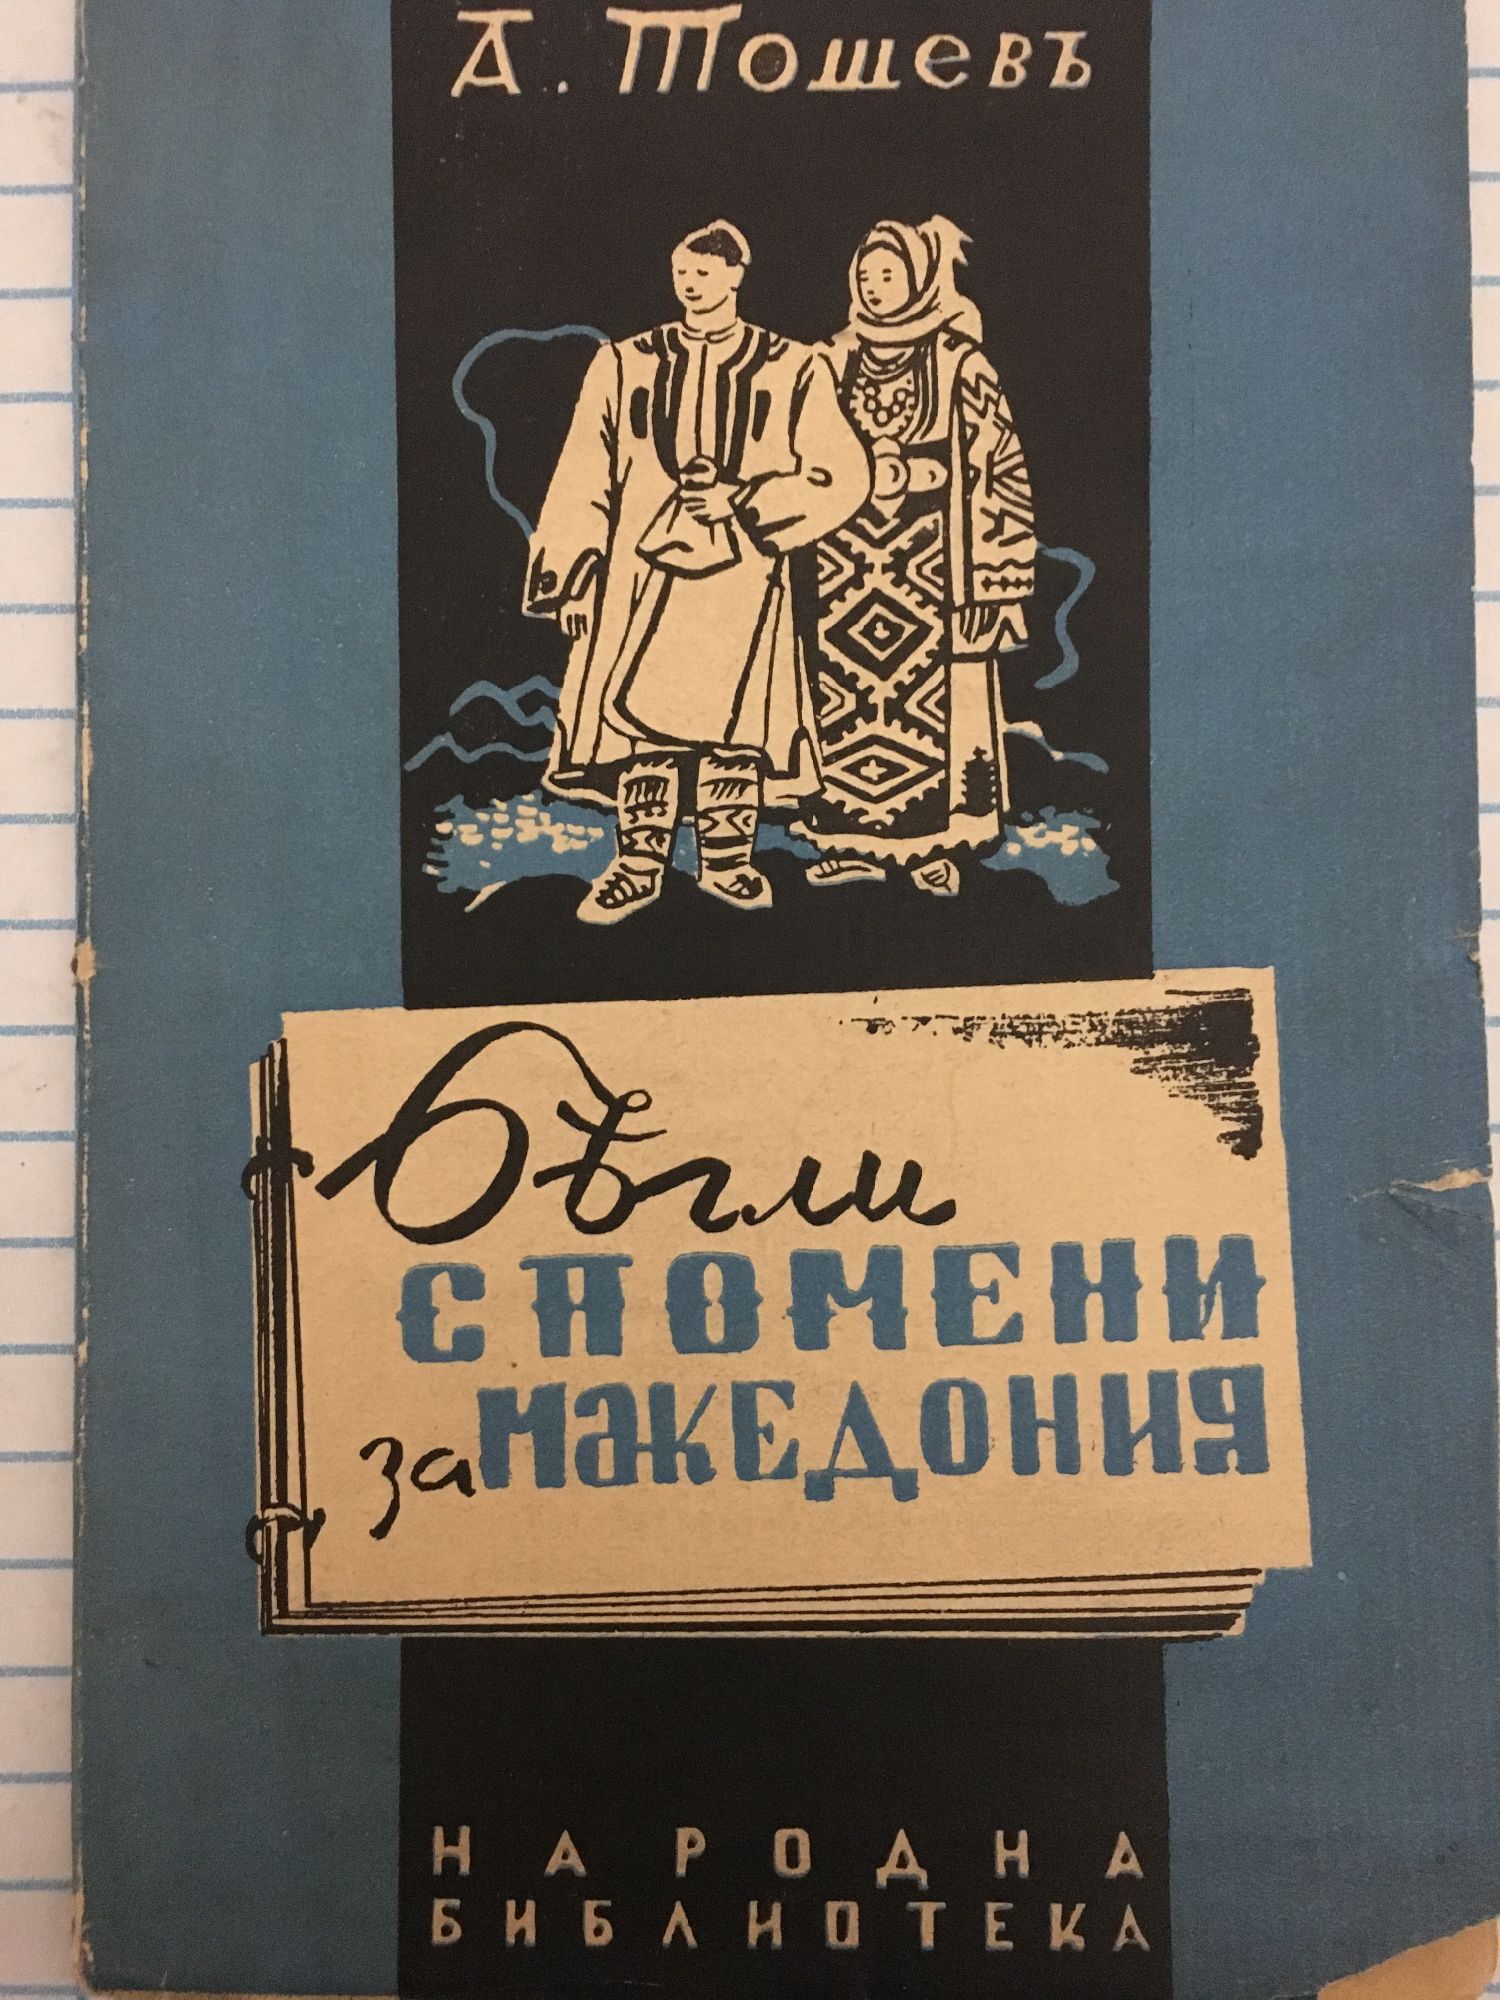 А. Тошевъ
Бѣгли
СПОМЕНИ
за МАКЕДОНИЯ
НАРОДНА
БИБЛИОТЕКА